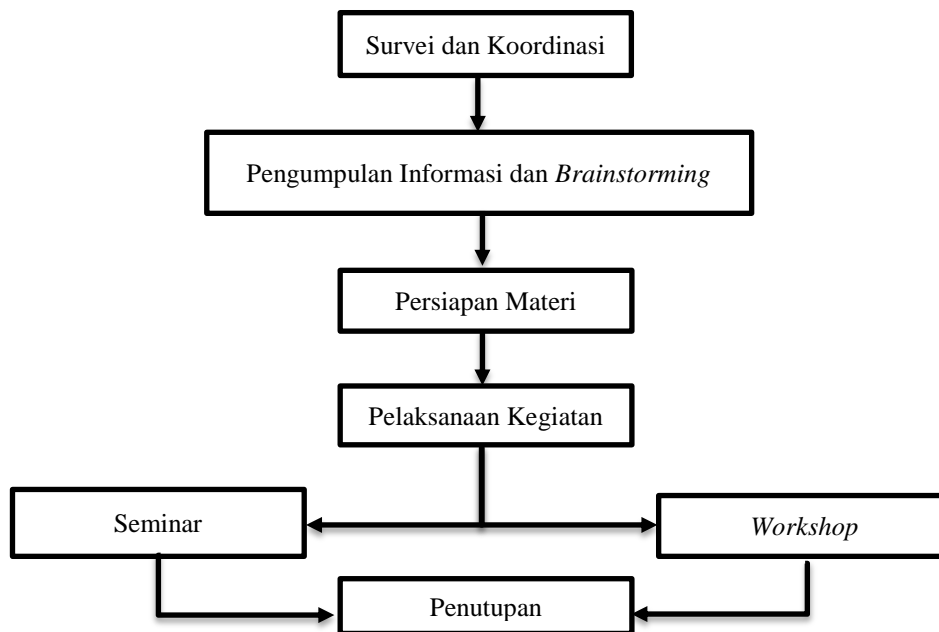 Survei dan Koordinasi
Pengumpulan Informasi dan Brainstorming
Persiapan Materi
Pelaksanaan Kegiatan
Seminar
Workshop
Penutupan